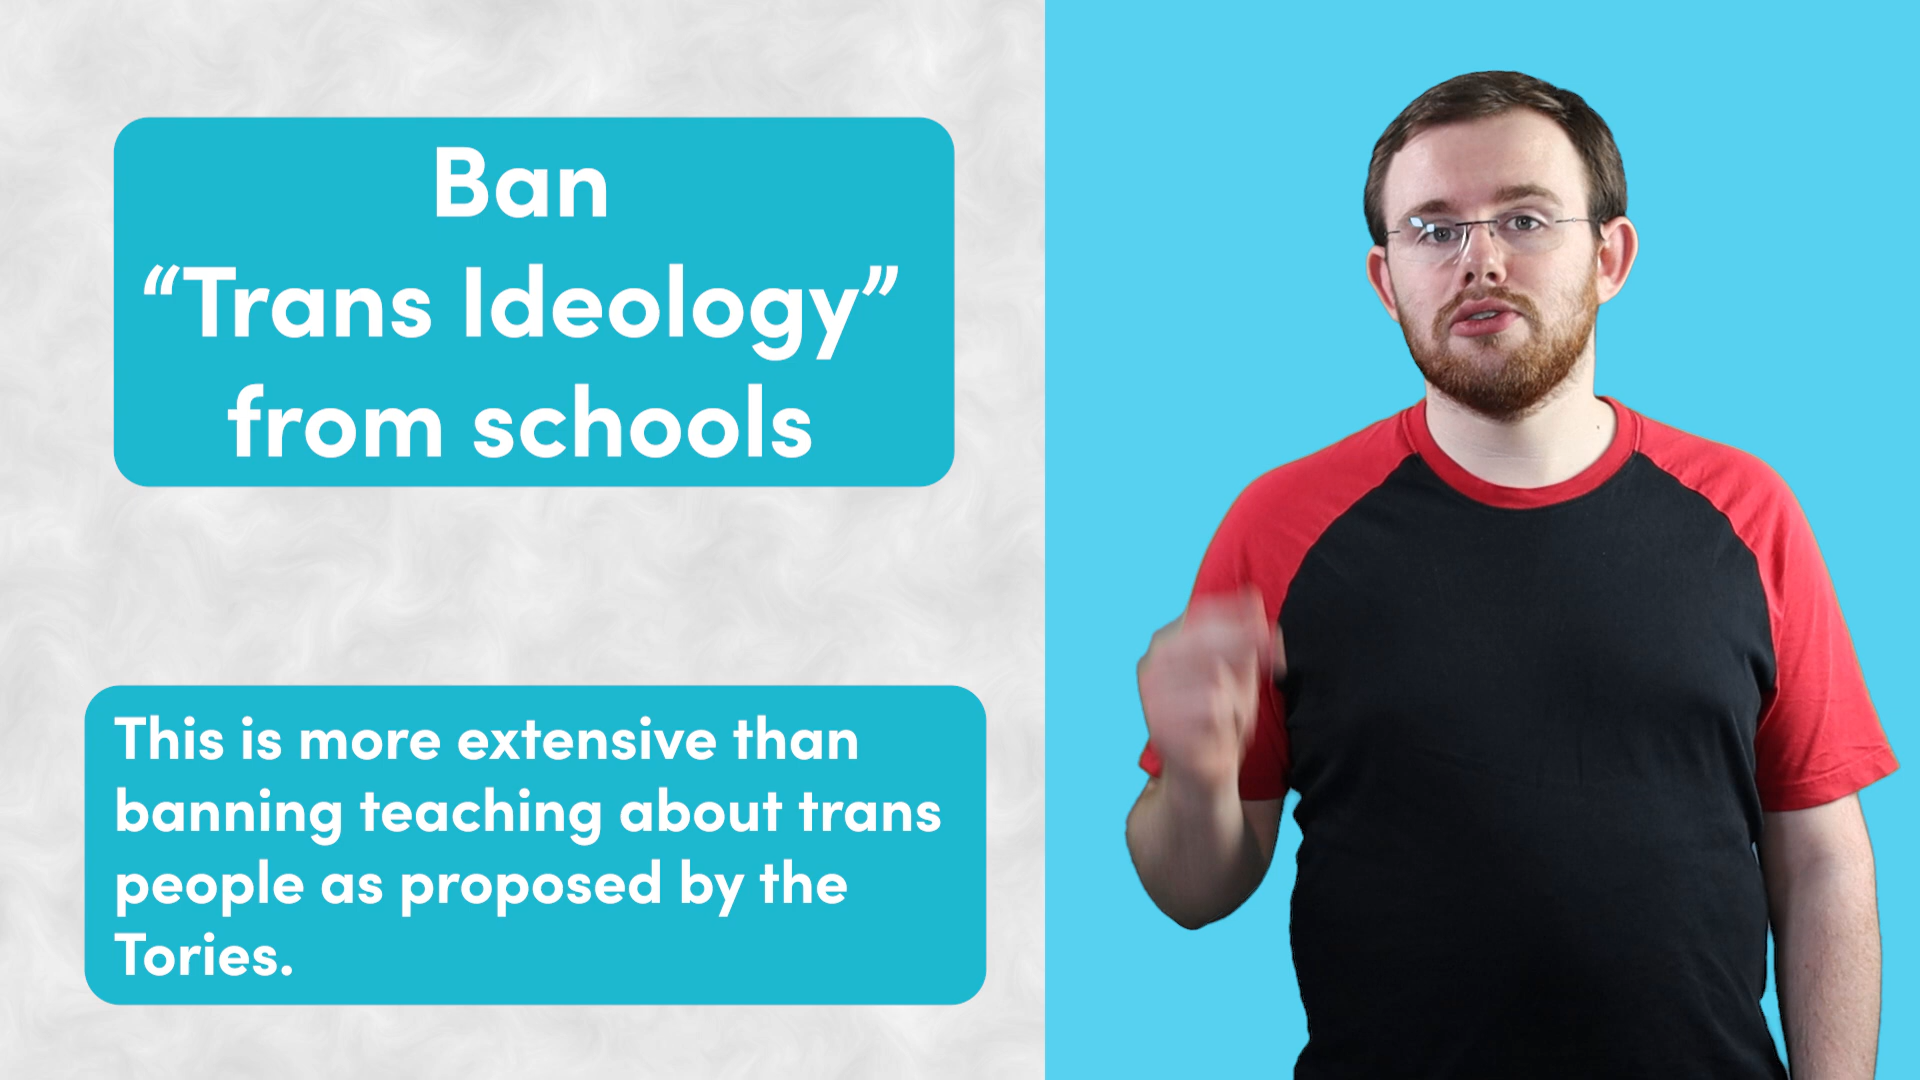 Ban
“Trans Ideology”
from schools
This is more extensive than
banning teaching about trans
people as proposed by the
Tories.